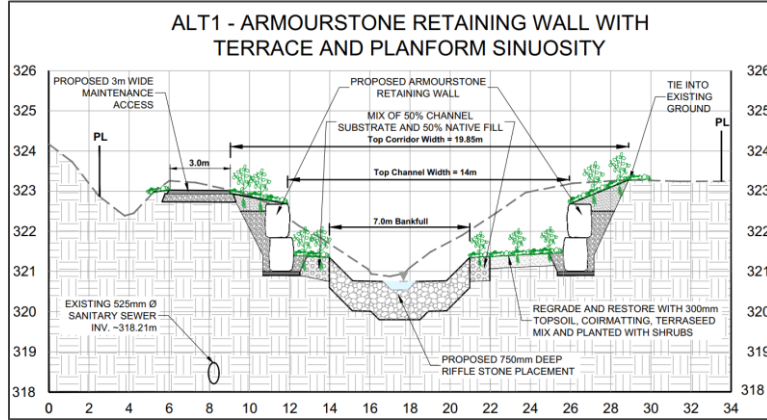 ALT1 - ARMOURSTONE RETAINING WALL WITH
TERRACE AND PLANFORM SINUOSITY
326
325
324
323
322
321
320
319
318
326
325
324
323
322
321
320
319
318
PROPOSED 3m WIDE
MAINTENANCE
ACCESS
PROPOSED ARMOURSTONE
RETAINING WALL
TIE INTO
EXISTING
GROUND
MIX OF 50% CHANNEL
SUBSTRATE AND 50% NATIVE FILL
PL
PL
Top Corridor Width = 19.85m
3.0m
Top Channel Width = 14m
7.0m Bankfull
EXISTING 525mm Ø
SANITARY SEWER
INV. ~318.21m
REGRADE AND RESTORE WITH 300mm
TOPSOIL, COIRMATTING, TERRASEED
MIX AND PLANTED WITH SHRUBS
PROPOSED 750mm DEEP
RIFFLE STONE PLACEMENT
0 2 4 6 8 10 12 14 16 18 20 22 24 26 28 30 32 34